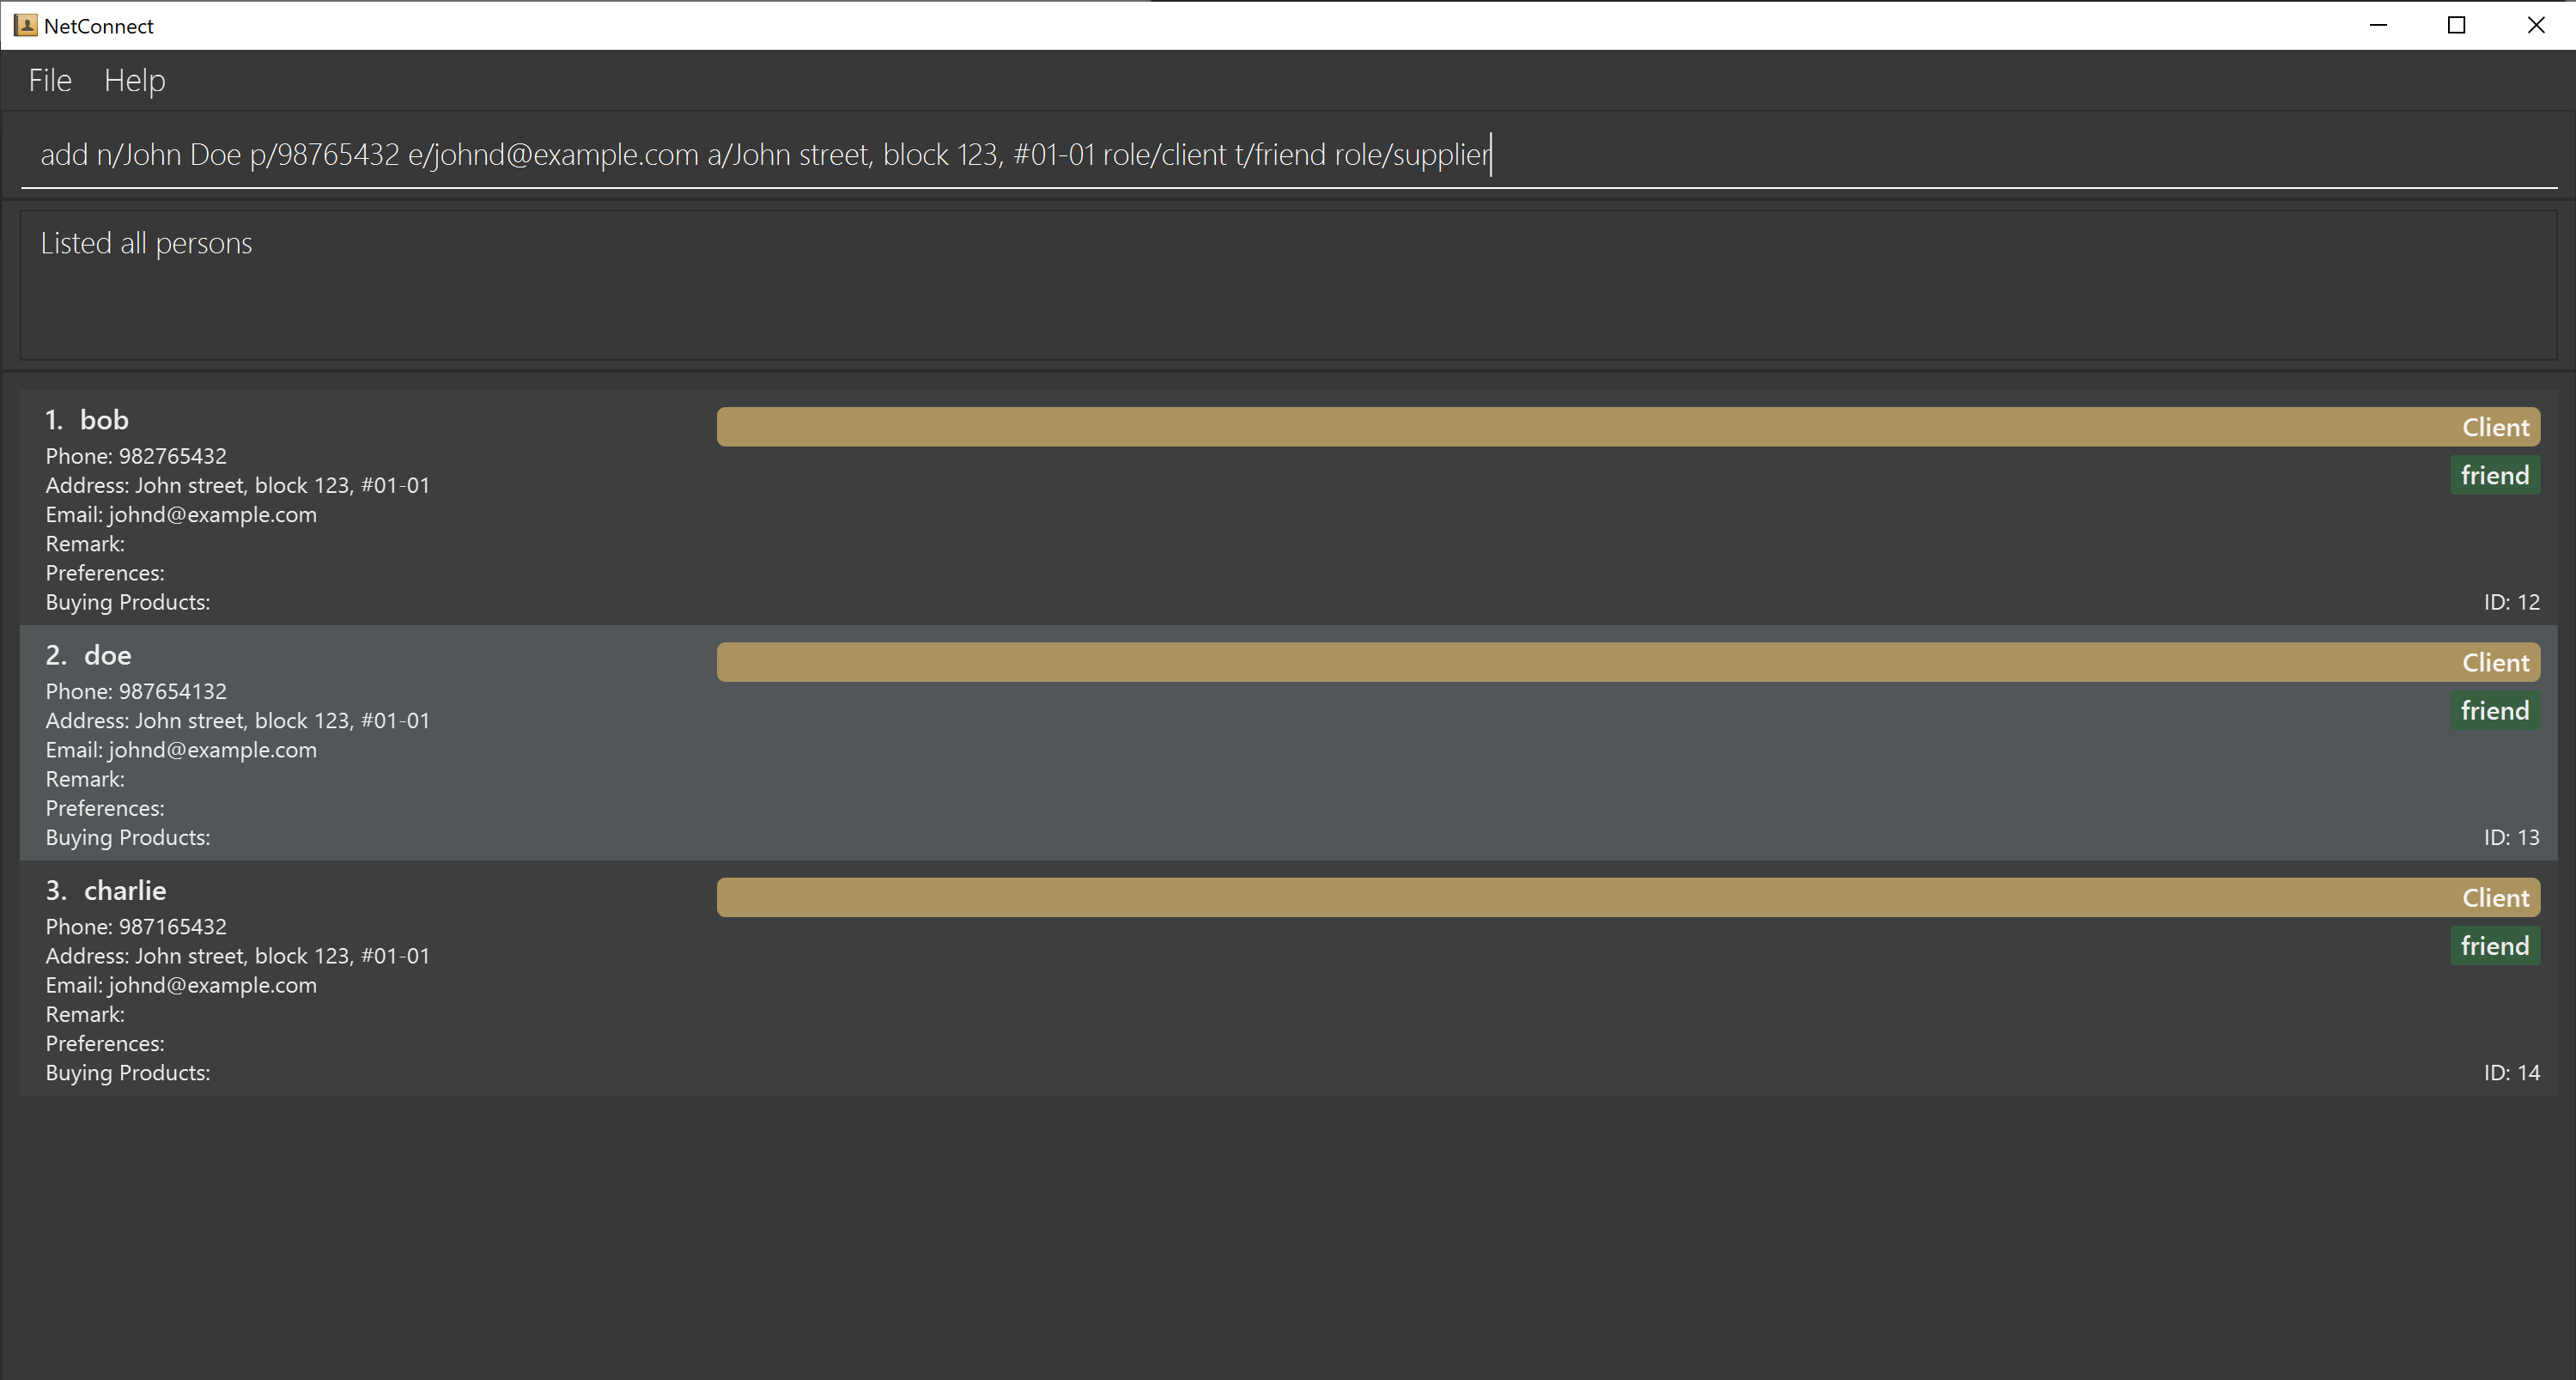 NetConnect
File Help
add n/John Doe p/98765432 e/johnd@example.com a/John street, block 123, #01-01 role/client t/friend role/supplier
Listed all persons
1. bob
Client
Phone: 982765432
friend
Address: John street, block 123, #01-01
Email: johnd@example.com
Remark:
Preferences:
Buying Products:
ID: 12
2. doe
Client
Phone: 987654132
friend
Address: John street, block 123, #01-01
Email: johnd@example.com
Remark:
Preferences:
Buying Products:
ID: 13
3. charlie
Client
Phone: 987165432
friend
Address: John street, block 123, #01-01
Email: johnd@example.com
Remark:
Preferences:
Buying Products:
ID: 14